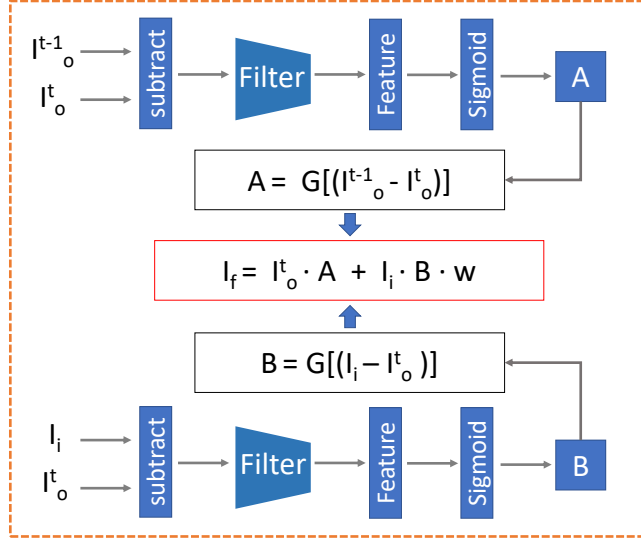 I^{t-1}_o
I^t_o
subtract
Filter
Feature
Sigmoid
A
A = G[(I^{t-1}_o - I^t_o)]
I_f = I^t_o · A + I_i · B · w
B = G[(I_i – I^t_o )]
I_i
I^t_o
subtract
Filter
Feature
Sigmoid
B